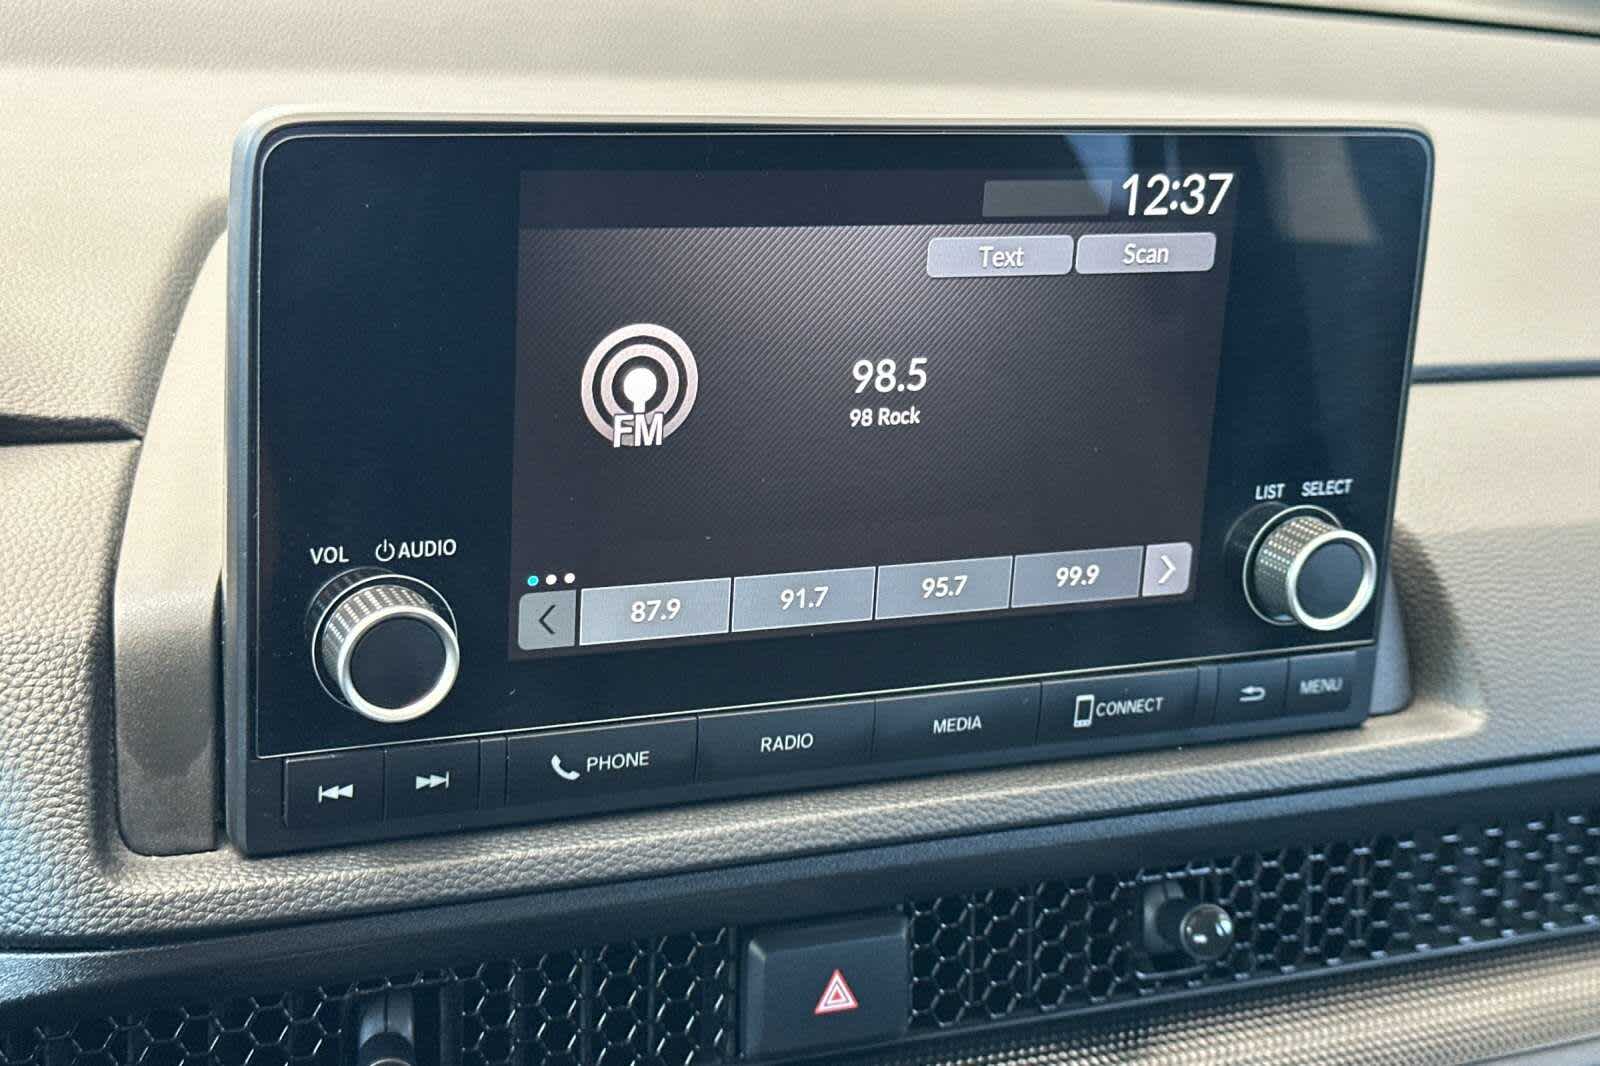 12:37
Text Scan
98.5
98 Rock
FM
LIST SELECT
VOL AUDIO
87.9 91.7 95.7 99.9
PHONE RADIO MEDIA CONNECT MENU